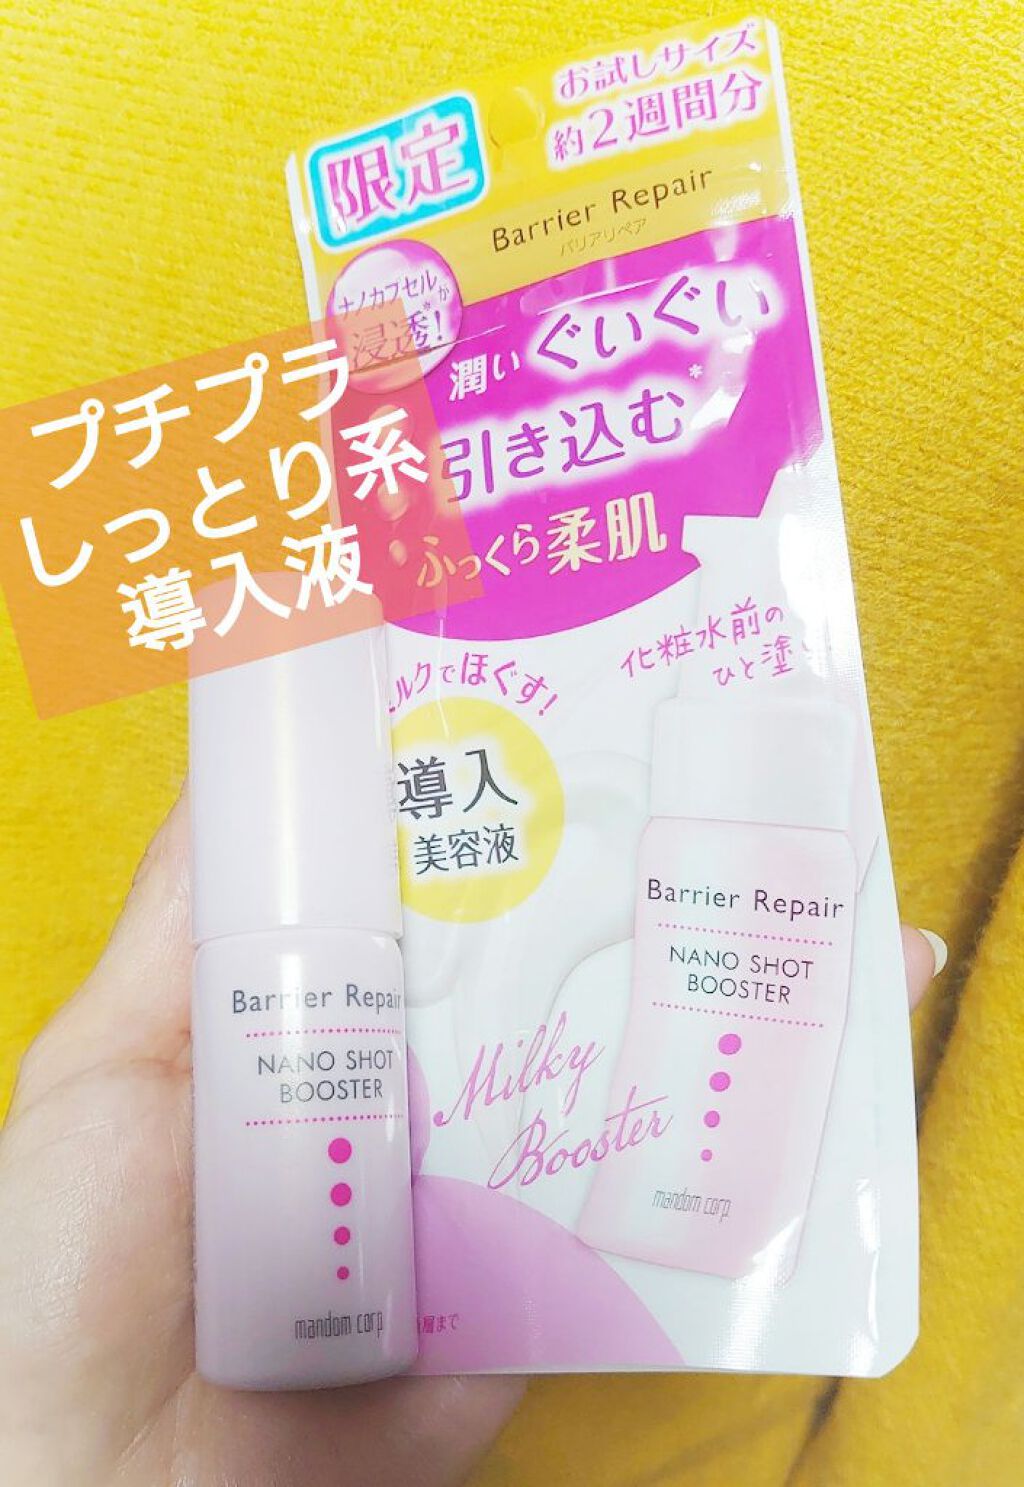 お試しサイズ
約2週間分
限定
Barrier Repair
バリアリペア
ナノカプセルが
浸透*!
潤いぐいぐい
引き込む*
ふっくら柔肌
プチプラ
しっとり系
導入液
ルクでほぐす!
化粧水前の
ひと塗
導入
美容液
Barrier Repair
NANO SHOT
BOOSTER
Milky
Booster
mandom corp.
Barrier Repair
NANO SHOT
BOOSTER
mandom corp.
層まで